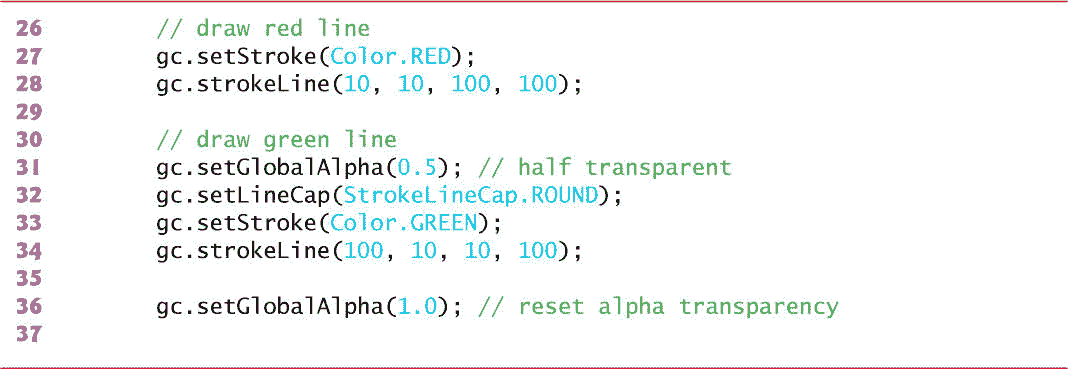 26 // draw red line
27 gc.setStroke(Color.RED);
28 gc.strokeLine(10, 10, 100, 100);
29
30 // draw green line
31 gc.setGlobalAlpha(0.5); // half transparent
32 gc.setLineCap(StrokeLineCap.ROUND);
33 gc.setStroke(Color.GREEN);
34 gc.strokeLine(100, 10, 10, 100);
35
36 gc.setGlobalAlpha(1.0); // reset alpha transparency
37